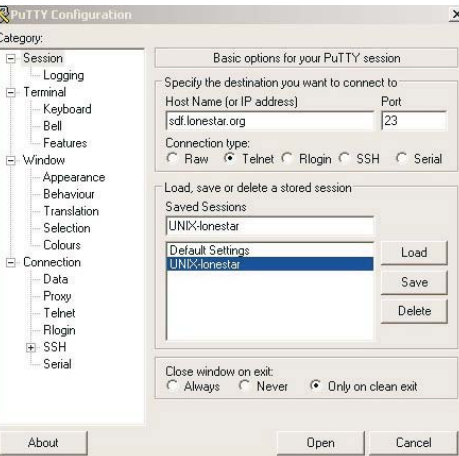 PuTTY Configuration
Category:
Session
Logging
Terminal
Keyboard
Bell
Features
Window
Appearance
Behaviour
Translation
Selection
Colours
Connection
Data
Proxy
Telnet
Rlogin
SSH
Serial
Basic options for your PuTTY session
Specify the destination you want to connect to
Host Name (or IP address) Port
sdf.lonestar.org 23
Connection type:
Raw Telnet Rlogin SSH Serial
Load, save or delete a stored session
Saved Sessions
UNIX-lonestar
Default Settings
UNIX-lonestar
Load
Save
Delete
Close window on exit:
Always Never Only on clean exit
About Open Cancel